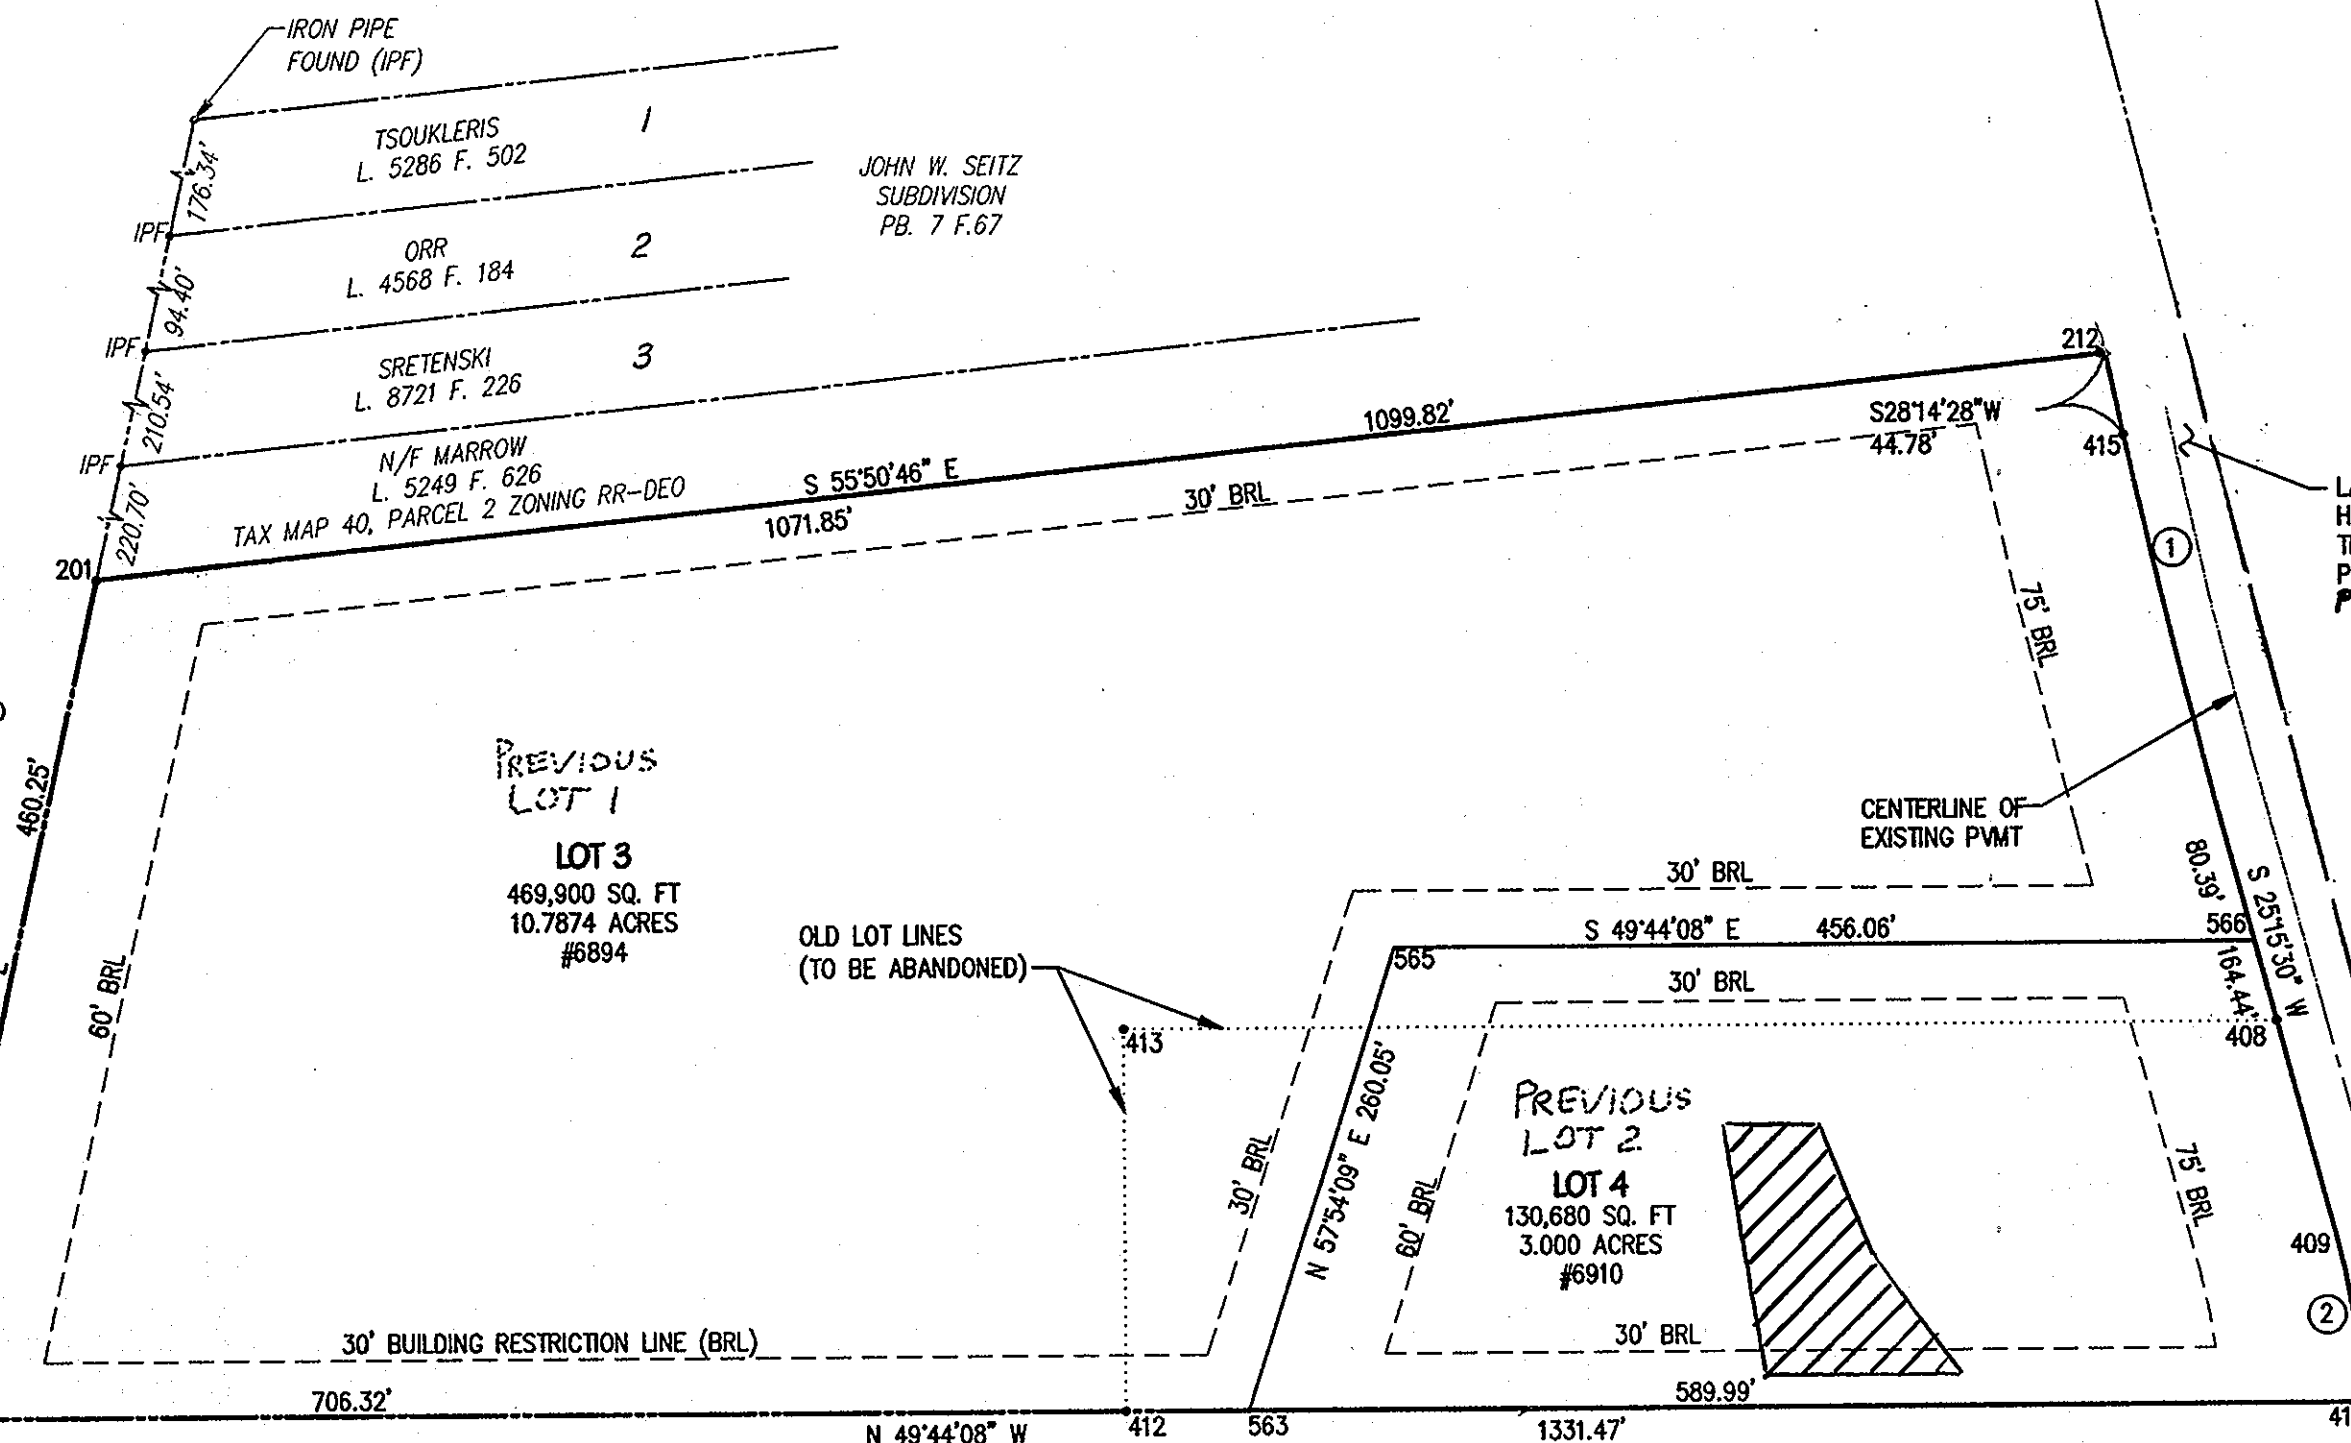 IRON PIPE
FOUND (IPF)
TSOUKLERIS
L. 5286 F. 502
1
176.34'
JOHN W. SEITZ
SUBDIVISION
PB. 7 F.67
IPF
ORR
L. 4568 F. 184
2
94.40'
IPF
SRETENSKI
L. 8721 F. 226
3
210.54'
IPF
N/F MARROW
L. 5249 F. 626
TAX MAP 40, PARCEL 2 ZONING RR-DEO
220.70'
201
S 55°50'46" E
1071.85'
1099.82'
212
S28°14'28"W
44.78'
415
30' BRL
1
75' BRL
460.25'
PREVIOUS
LOT 1
LOT 3
469,900 SQ. FT
10.7874 ACRES
#6894
60' BRL
CENTERLINE OF
EXISTING PVMT
30' BRL
80.39'
S 25°15'30" W
OLD LOT LINES
(TO BE ABANDONED)
S 49°44'08" E
456.06'
566
565
30' BRL
164.44'
408
413
N 57°54'09" E 260.05'
30' BRL
60' BRL
PREVIOUS
LOT 2
LOT 4
130,680 SQ. FT
3.000 ACRES
#6910
75' BRL
409
2
30' BUILDING RESTRICTION LINE (BRL)
30' BRL
706.32'
589.99'
N 49°44'08" W
412
563
1331.47'